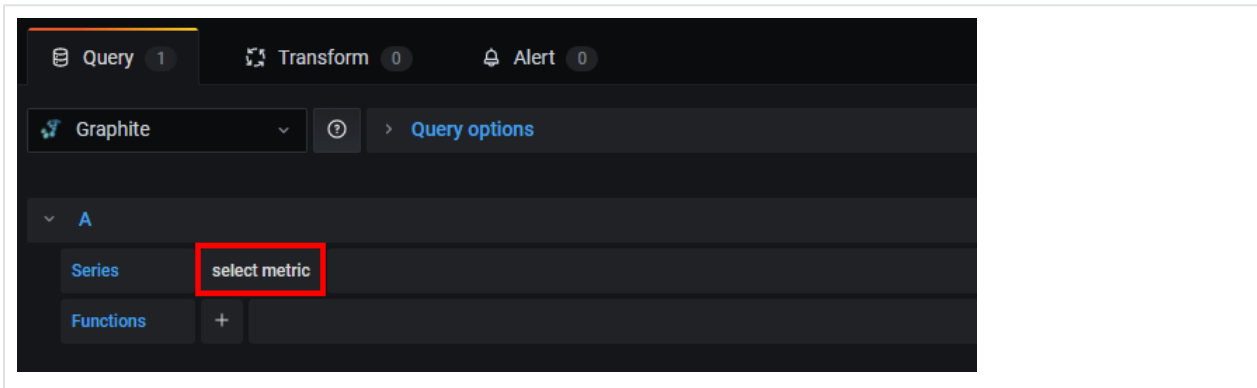 Query 1 Transform 0 Alert 0
Graphite Query options
A
Series select metric
Functions +